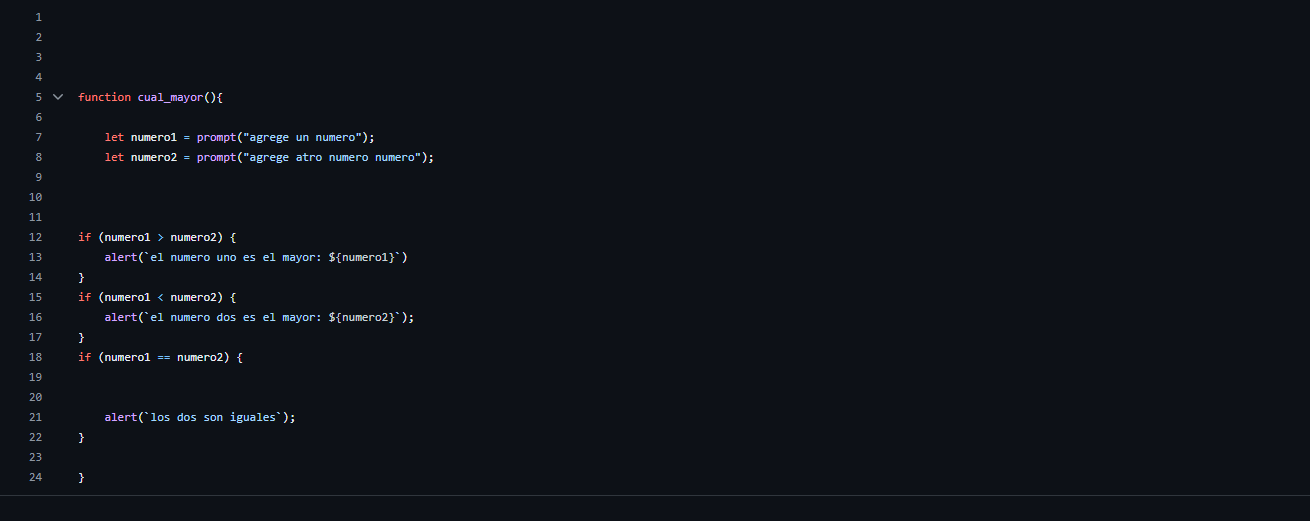 1
2
3
4
5 function cual_mayor(){
6
7     let numero1 = prompt("agrege un numero");
8     let numero2 = prompt("agrege atro numero numero");
9
10
11
12 if (numero1 > numero2) {
13     alert(`el numero uno es el mayor: ${numero1}`)
14 }
15 if (numero1 < numero2) {
16     alert(`el numero dos es el mayor: ${numero2}`);
17 }
18 if (numero1 == numero2) {
19
20
21     alert(`los dos son iguales`);
22 }
23
24 }